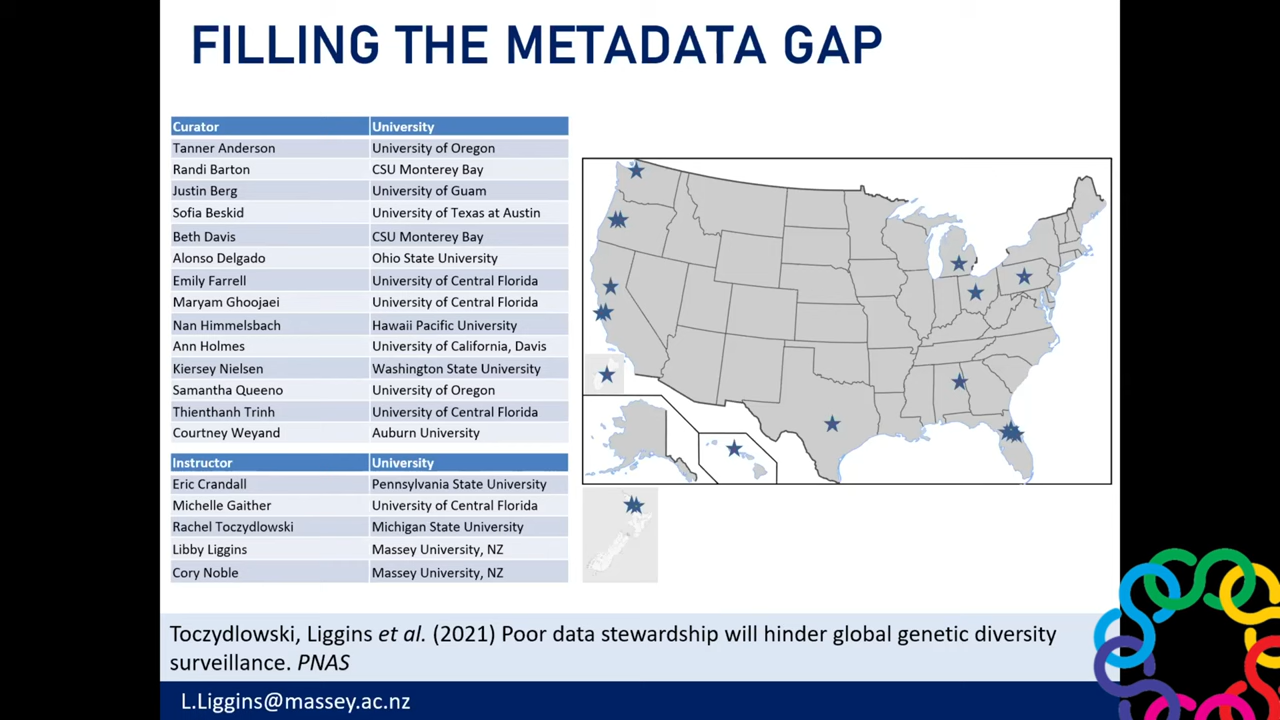 FILLING THE METADATA GAP
Curator University
Tanner Anderson University of Oregon
Randi Barton CSU Monterey Bay
Justin Berg University of Guam
Sofia Beskid University of Texas at Austin
Beth Davis CSU Monterey Bay
Alonso Delgado Ohio State University
Emily Farrell University of Central Florida
Maryam Ghoojaei University of Central Florida
Nan Himmelsbach Hawaii Pacific University
Ann Holmes University of California, Davis
Kiersey Nielsen Washington State University
Samantha Queeno University of Oregon
Thienthanh Trinh University of Central Florida
Courtney Weyand Auburn University
Instructor University
Eric Crandall Pennsylvania State University
Michelle Gaither University of Central Florida
Rachel Toczydlowski Michigan State University
Libby Liggins Massey University, NZ
Cory Noble Massey University, NZ
Toczydlowski, Liggins et al. (2021) Poor data stewardship will hinder global genetic diversity
surveillance. PNAS
L.Liggins@massey.ac.nz